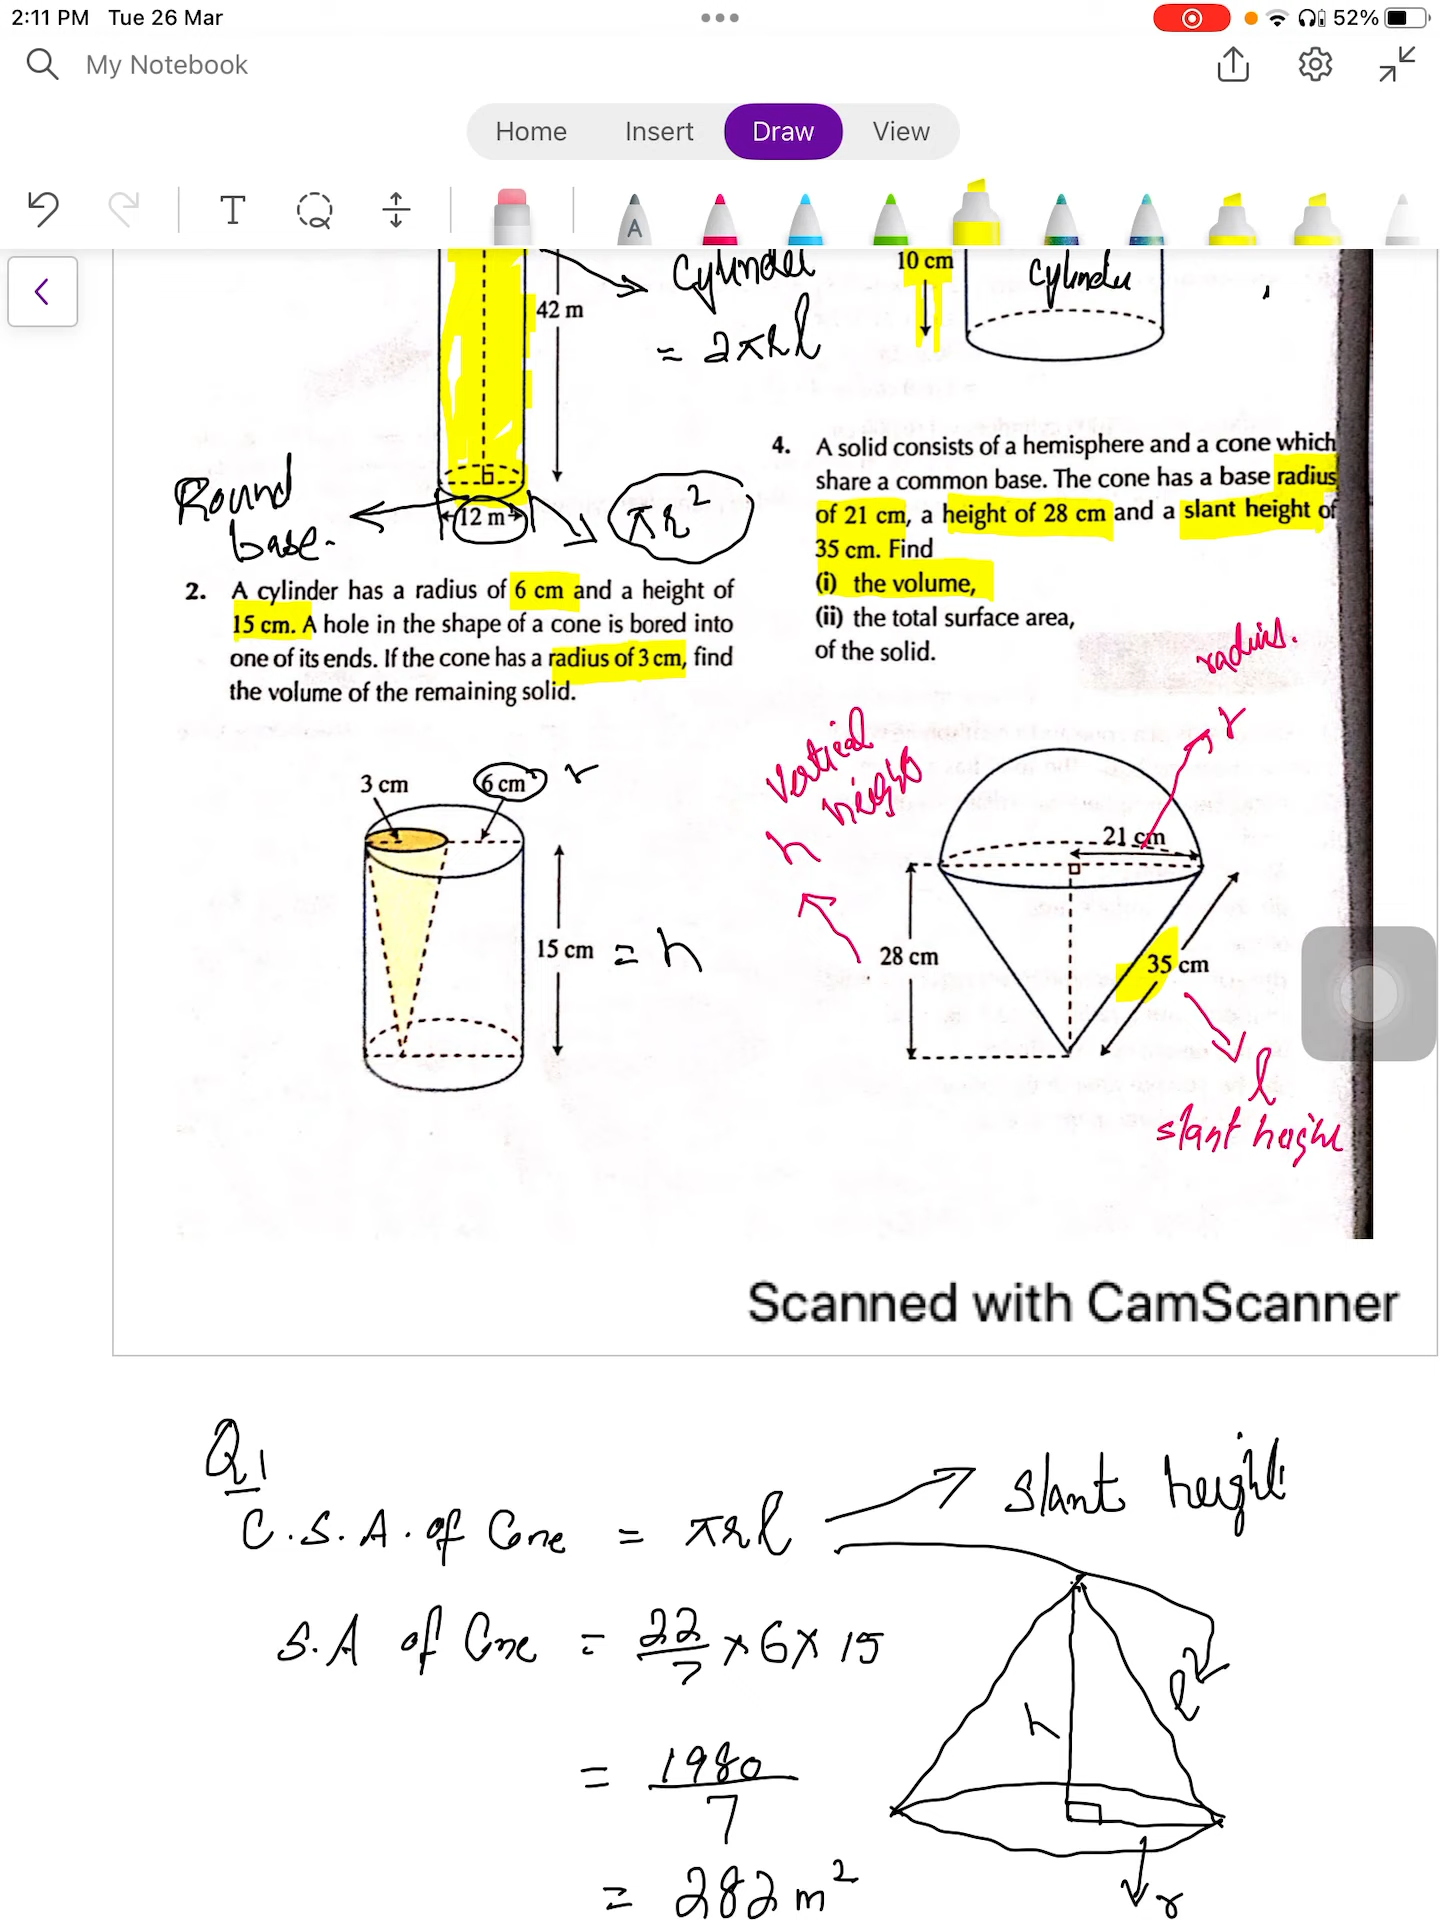 2:11 PM Tue 26 Mar
52%
My Notebook
Home Insert Draw View
T
A
Cylinder
= 2πrl
42 m
Round
base.
12 m
πr²
10 cm
Cylinder
2. A cylinder has a radius of 6 cm and a height of
15 cm. A hole in the shape of a cone is bored into
one of its ends. If the cone has a radius of 3 cm, find
the volume of the remaining solid.
3 cm
6 cm r
15 cm = h
4. A solid consists of a hemisphere and a cone which
share a common base. The cone has a base radius
of 21 cm, a height of 28 cm and a slant height of
35 cm. Find
(i) the volume,
(ii) the total surface area,
of the solid.
radius.
r
vertical
height
h
21 cm
28 cm
35 cm
l
slant height
Scanned with CamScanner
Q1
C.S.A. of Cone = πrl
slant height
S.A of Cone = 22/7 × 6 × 15
= 1980/7
= 282 m²
h
l
r